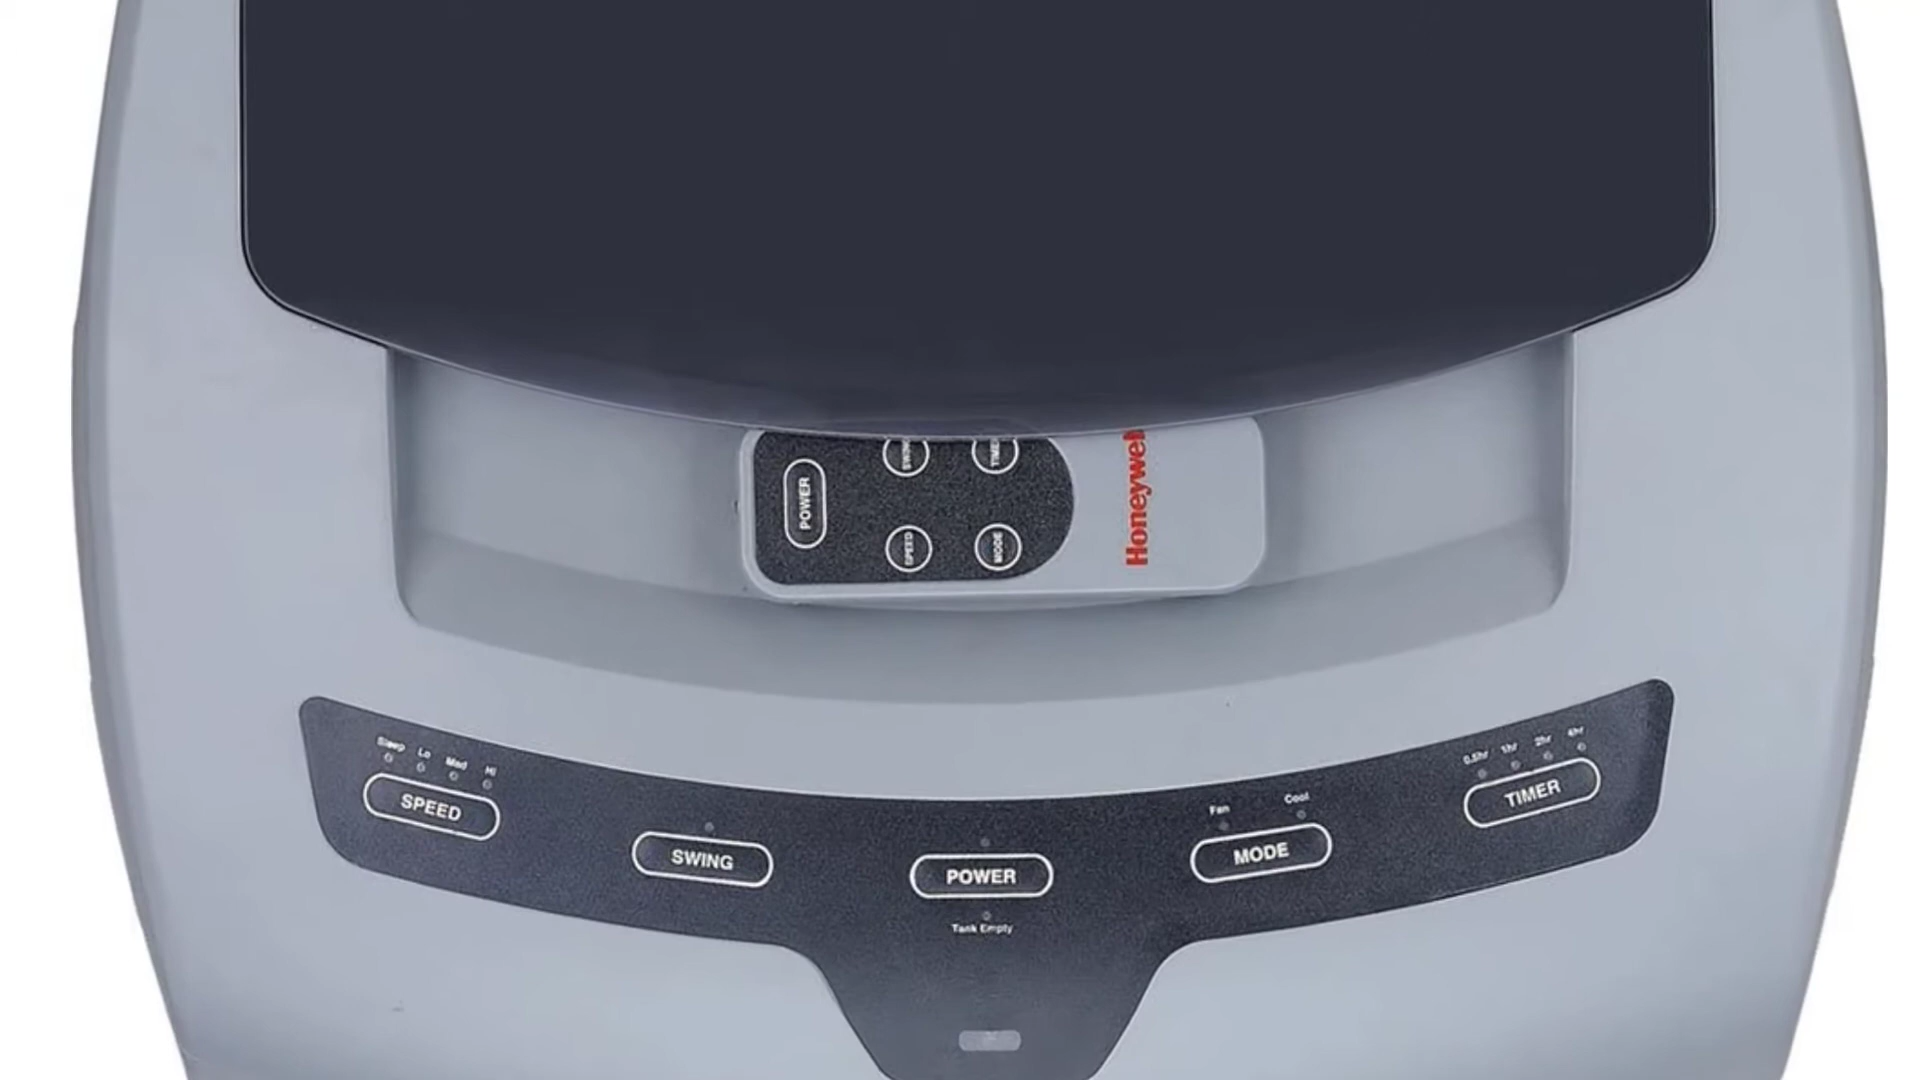 POWER
SWING
TIMER
SPEED
MODE
Honeywell
Sleep Lo Med Hi
SPEED
SWING
POWER
Tank Empty
Fan Cool
MODE
0.5hr 1hr 2hr 4hr
TIMER